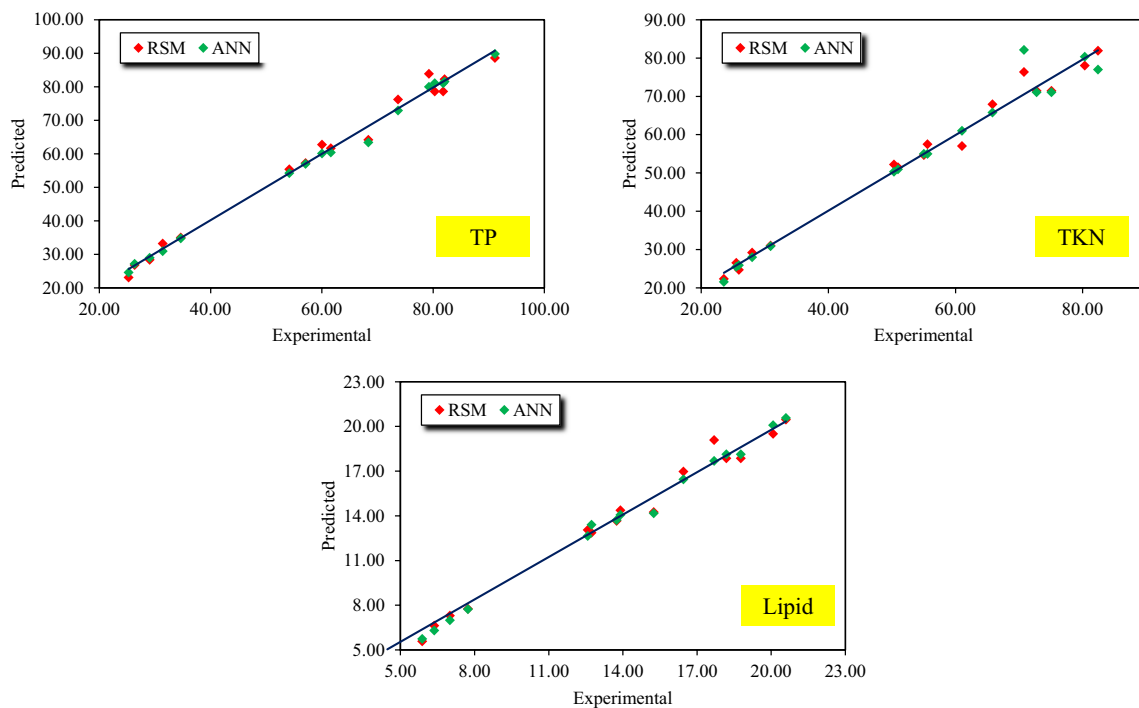 100.00
90.00
80.00
70.00
60.00
50.00
40.00
30.00
20.00
Predicted
RSM ANN
TP
20.00 40.00 60.00 80.00 100.00
Experimental
90.00
80.00
70.00
60.00
50.00
40.00
30.00
20.00
Predicted
RSM ANN
TKN
20.00 40.00 60.00 80.00
Experimental
23.00
20.00
17.00
14.00
11.00
8.00
5.00
Predicted
RSM ANN
Lipid
5.00 8.00 11.00 14.00 17.00 20.00 23.00
Experimental